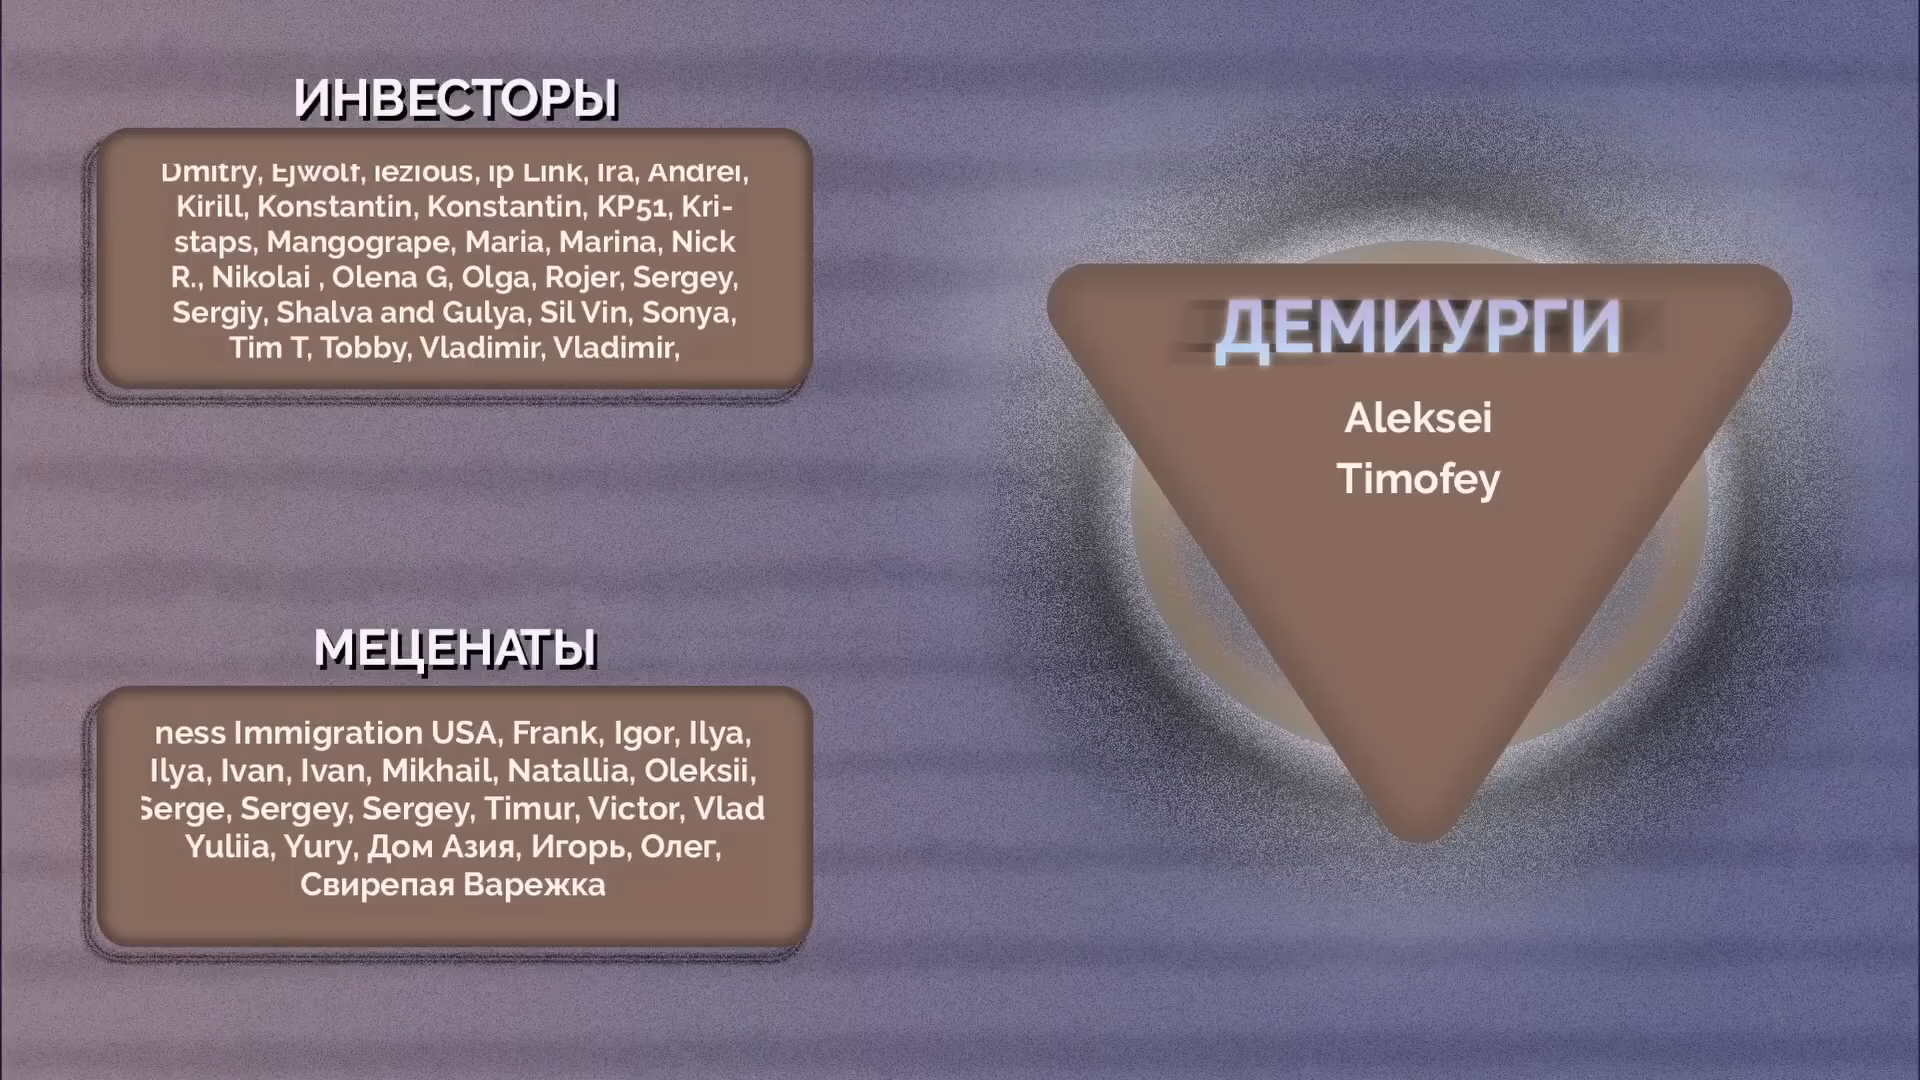 ИНВЕСТОРЫ
Dmitry, Ejwolf, iezious, ip Link, Ira, Andrei,
Kirill, Konstantin, Konstantin, KP51, Kri-
staps, Mangogrape, Maria, Marina, Nick
R., Nikolai , Olena G, Olga, Rojer, Sergey,
Sergiy, Shalva and Gulya, Sil Vin, Sonya,
Tim T, Tobby, Vladimir, Vladimir,
МЕЦЕНАТЫ
ness Immigration USA, Frank, Igor, Ilya,
Ilya, Ivan, Ivan, Mikhail, Natallia, Oleksii,
Serge, Sergey, Sergey, Timur, Victor, Vlad
Yuliia, Yury, Дом Азия, Игорь, Олег,
Свирепая Варежка
ДЕМИУРГИ
Aleksei
Timofey